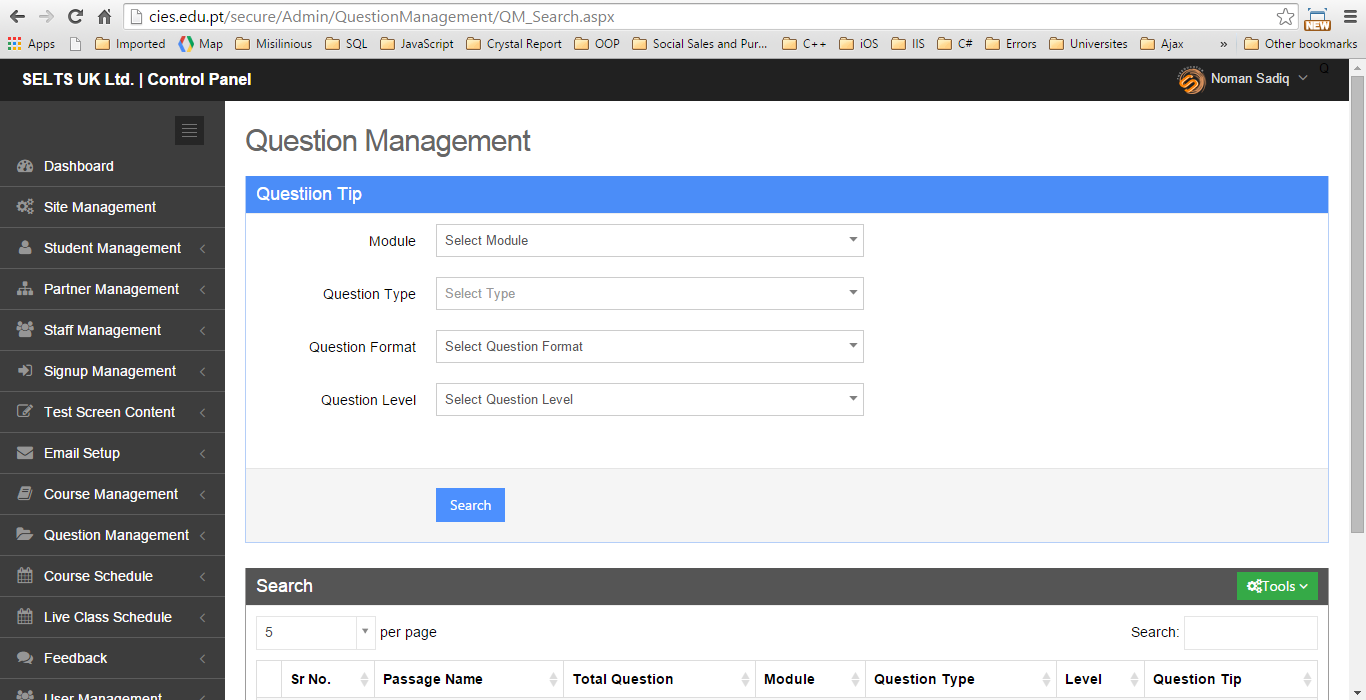 cies.edu.pt/secure/Admin/QuestionManagement/QM_Search.aspx
NEW
Apps Imported Map Misilinious SQL JavaScript Crystal Report OOP Social Sales and Pur... C++ iOS IIS C# Errors Universites Ajax » Other bookmarks
SELTS UK Ltd. | Control Panel
Noman Sadiq
Q
Dashboard
Site Management
Student Management
Partner Management
Staff Management
Signup Management
Test Screen Content
Email Setup
Course Management
Question Management
Course Schedule
Live Class Schedule
Feedback
User Management
Question Management
Questiion Tip
Module Select Module
Question Type Select Type
Question Format Select Question Format
Question Level Select Question Level
Search
Search
Tools
5 per page
Search:
Sr No. Passage Name Total Question Module Question Type Level Question Tip